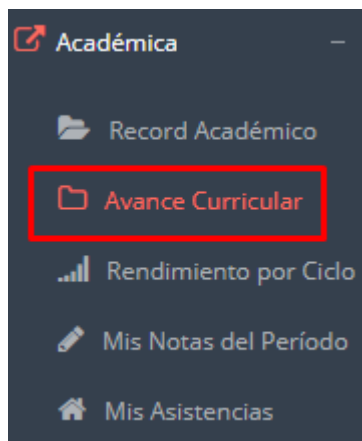 Académica
Record Académico
Avance Curricular
Rendimiento por Ciclo
Mis Notas del Período
Mis Asistencias